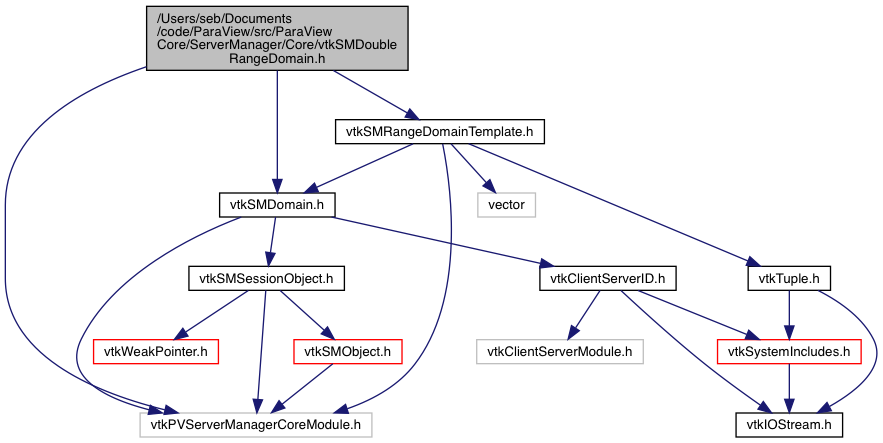 /Users/seb/Documents
/code/ParaView/src/ParaView
Core/ServerManager/Core/vtkSMDouble
RangeDomain.h
vtkSMRangeDomainTemplate.h
vtkSMDomain.h
vector
vtkSMSessionObject.h
vtkClientServerID.h
vtkTuple.h
vtkWeakPointer.h
vtkSMObject.h
vtkClientServerModule.h
vtkSystemIncludes.h
vtkPVServerManagerCoreModule.h
vtkIOStream.h